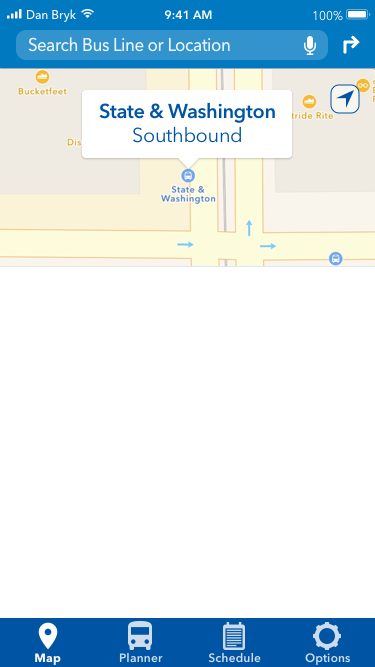 Dan Bryk 9:41 AM 100%
Search Bus Line or Location
Bucketfeet
State & Washington
Southbound
tride Rite
Dis
State &
Washington
Map Planner Schedule Options